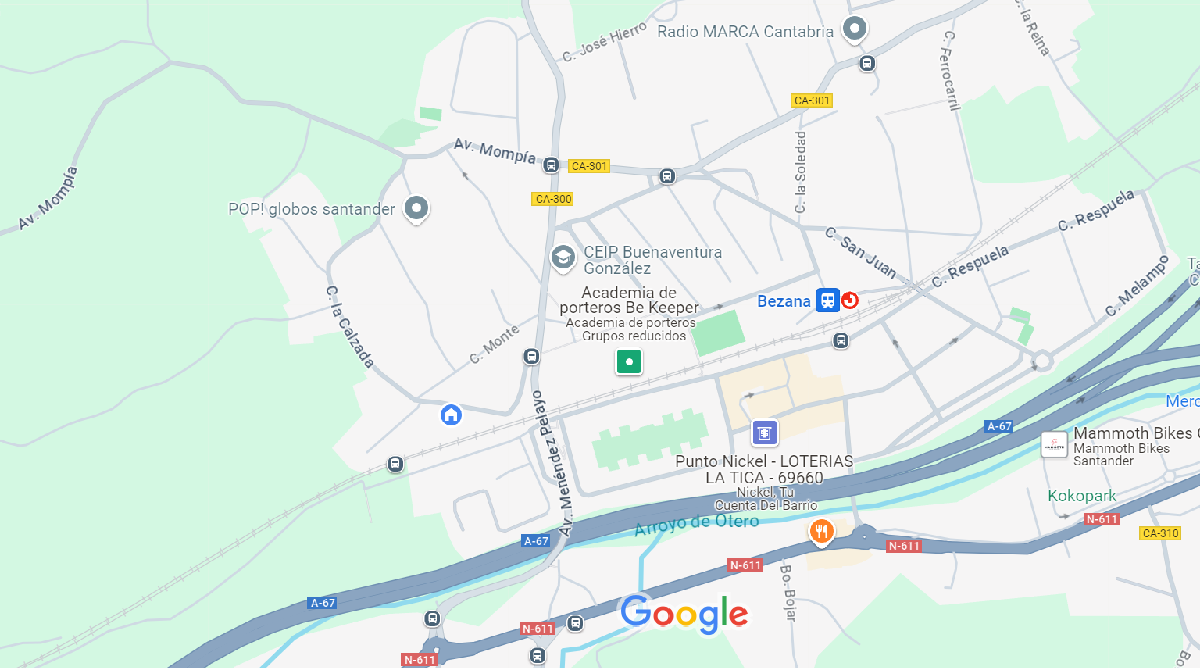 C. José Hierro
Radio MARCA Cantabria
C. la Reina
C. Ferrocarril
CA-301
Av. Mompía
CA-301
C. la Soledad
Av. Mompía
CA-300
POP! globos santander
C. Respuela
C. San Juan
CEIP Buenaventura
González
C. Respuela
C. Melampo
Academia de
porteros Be Keeper
Academia de porteros
Grupos reducidos
Bezana
C. la Calzada
C. Monte
Av. Menéndez Pelayo
A-67
Mammoth Bikes
Mammoth Bikes
Santander
Punto Nickel - LOTERIAS
LA TICA - 69660
Nickel, Tu
Cuenta Del Barrio
Kokopark
N-611
CA-310
Arroyo de Otero
A-67
N-611
N-611
Bo. Bojar
A-67
Google
N-611
N-611